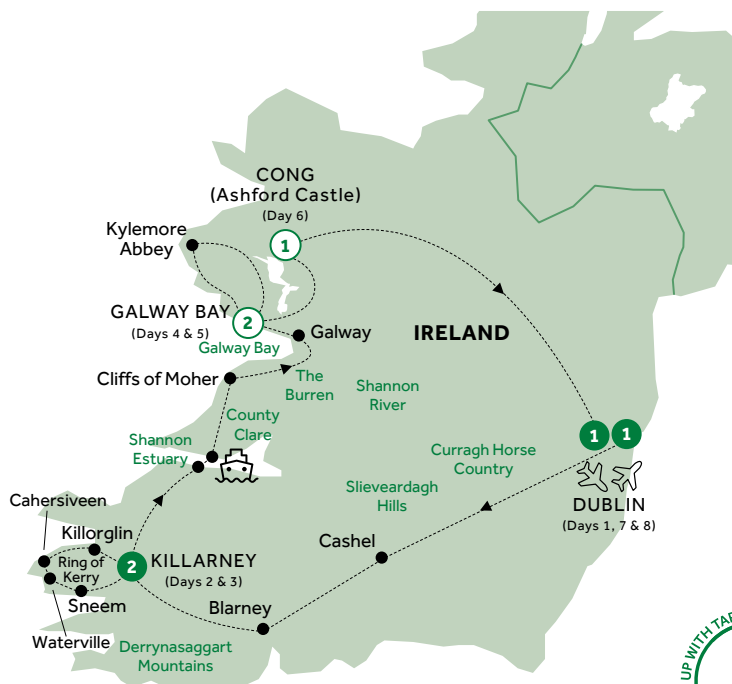 CONG
(Ashford Castle)
(Day 6)
1
Kylemore
Abbey
GALWAY BAY
(Days 4 & 5)
2
Galway Bay
Galway
IRELAND
Cliffs of Moher
The
Burren
Shannon
River
County
Clare
Shannon
Estuary
1
1
Curragh Horse
Country
DUBLIN
(Days 1, 7 & 8)
Slieveardagh
Hills
Cashel
Cahersiveen
Killorglin
Ring of
Kerry
2
KILLARNEY
(Days 2 & 3)
Sneem
Waterville
Blarney
Derrynasaggart
Mountains
UP WITH TAP